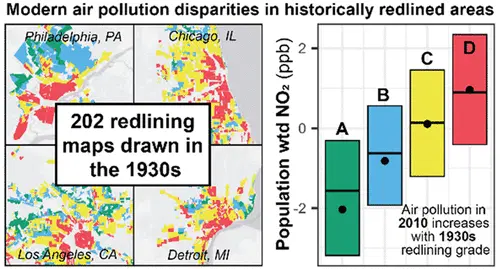 Modern air pollution disparities in historically redlined areas
Philadelphia, PA
Chicago, IL
202 redlining
maps drawn in
the 1930s
Los Angeles, CA
Detroit, MI
Population wtd NO₂ (ppb)
2
0
-2
A
B
C
D
Air pollution in
2010 increases
with 1930s
redlining grade